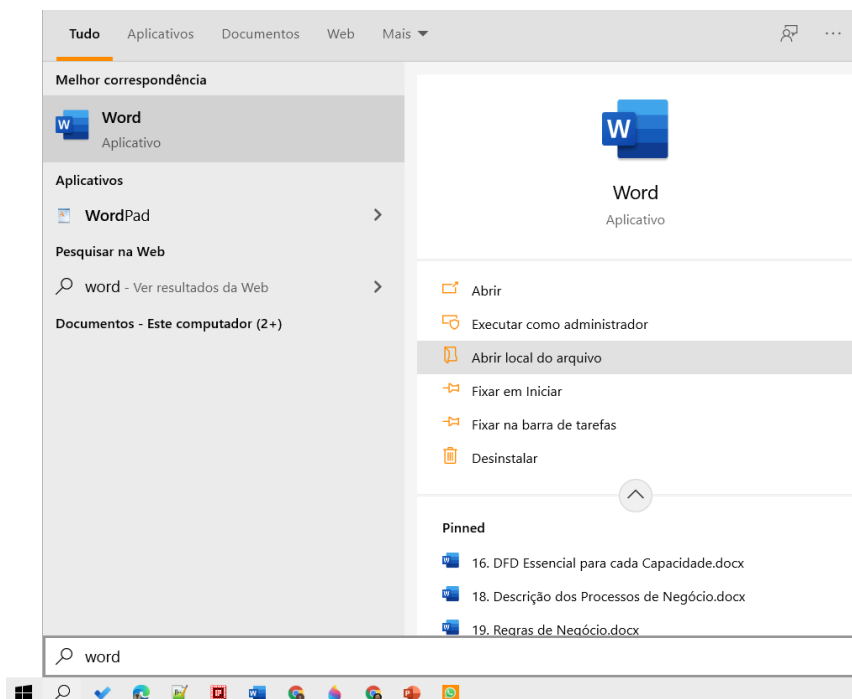 Tudo Aplicativos Documentos Web Mais
Melhor correspondência
Word
Aplicativo
Aplicativos
WordPad
Pesquisar na Web
word - Ver resultados da Web
Documentos - Este computador (2+)
Word
Aplicativo
Abrir
Executar como administrador
Abrir local do arquivo
Fixar em Iniciar
Fixar na barra de tarefas
Desinstalar
Pinned
16. DFD Essencial para cada Capacidade.docx
18. Descrição dos Processos de Negócio.docx
19. Regras de Negócio.docx
word